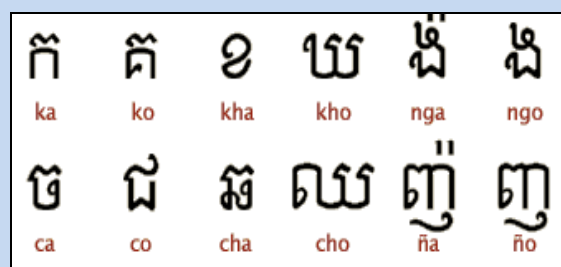 ក គ ខ ឃ ង៉ ង
ka ko kha kho nga ngo
ច ជ ឆ ឈ ញ៉ ញ
ca co cha cho ña ño